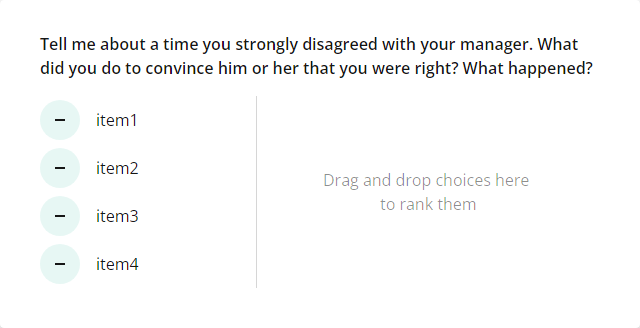 Tell me about a time you strongly disagreed with your manager. What
did you do to convince him or her that you were right? What happened?
– item1
– item2
– item3
– item4
Drag and drop choices here
to rank them